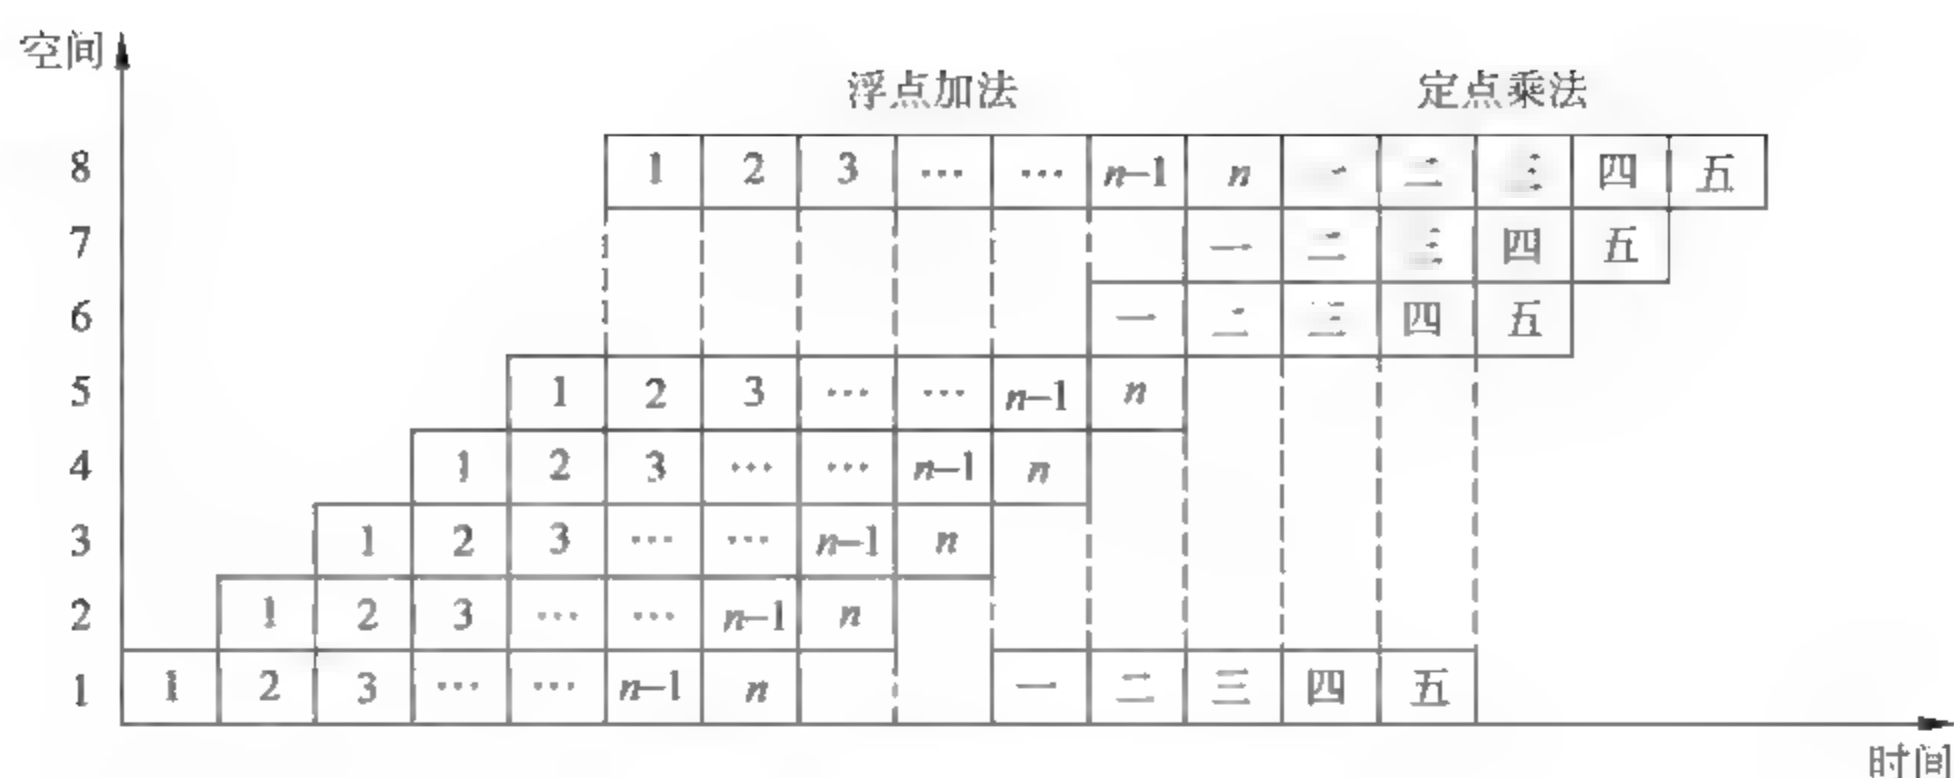 空间
浮点加法 定点乘法
8 1 2 3 … … n–1 n 一 二 三 四 五
7 一 二 三 四 五
6 一 二 三 四 五
5 1 2 3 … … n–1 n
4 1 2 3 … … n–1 n
3 1 2 3 … … n–1 n
2 1 2 3 … … n–1 n
1 1 2 3 … … n–1 n 一 二 三 四 五
时间